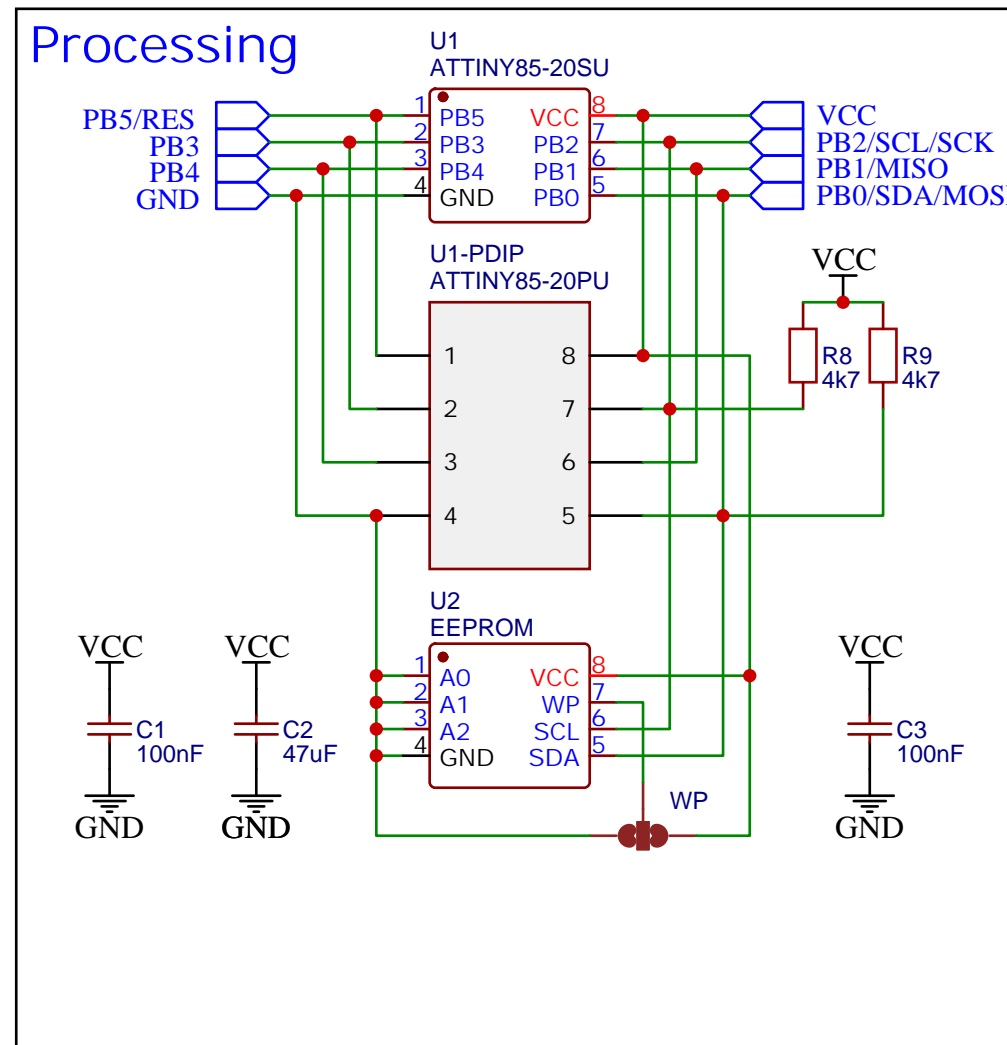 Processing
U1
ATTINY85-20SU
PB5/RES
PB3
PB4
GND
1 PB5
2 PB3
3 PB4
4 GND
VCC 8
PB2 7
PB1 6
PB0 5
VCC
PB2/SCL/SCK
PB1/MISO
PB0/SDA/MOS
U1-PDIP
ATTINY85-20PU
1 8
2 7
3 6
4 5
VCC
R8
4k7
R9
4k7
U2
EEPROM
1 A0
2 A1
3 A2
4 GND
VCC 8
WP 7
SCL 6
SDA 5
WP
VCC
C1
100nF
GND
VCC
C2
47uF
GND
VCC
C3
100nF
GND